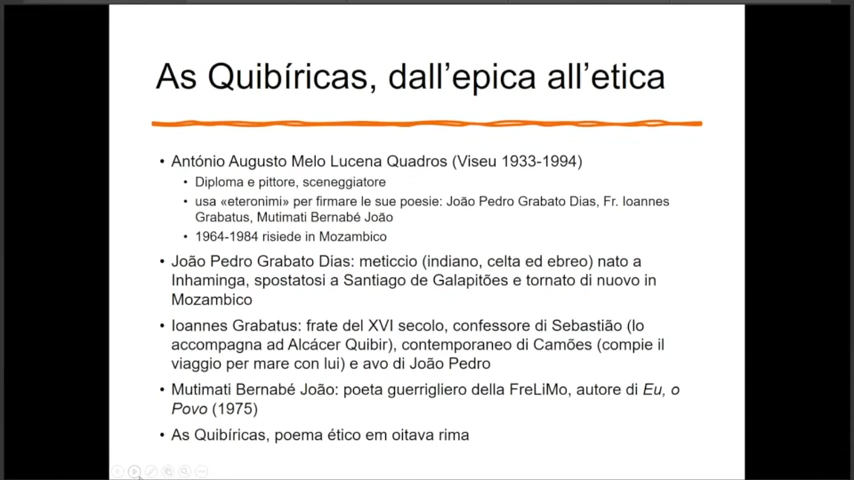 As Quibíricas, dall’epica all’etica
• António Augusto Melo Lucena Quadros (Viseu 1933-1994)
• Diploma e pittore, sceneggiatore
• usa «eteronimi» per firmare le sue poesie: João Pedro Grabato Dias, Fr. Ioannes
Grabatus, Mutimati Bernabé João
• 1964-1984 risiede in Mozambico
• João Pedro Grabato Dias: meticcio (indiano, celta ed ebreo) nato a
Inhaminga, spostatosi a Santiago de Galapitões e tornato di nuovo in
Mozambico
• Ioannes Grabatus: frate del XVI secolo, confessore di Sebastião (lo
accompagna ad Alcácer Quibir), contemporaneo di Camões (compie il
viaggio per mare con lui) e avo di João Pedro
• Mutimati Bernabé João: poeta guerrigliero della FreLiMo, autore di Eu, o
Povo (1975)
• As Quibíricas, poema ético em oitava rima